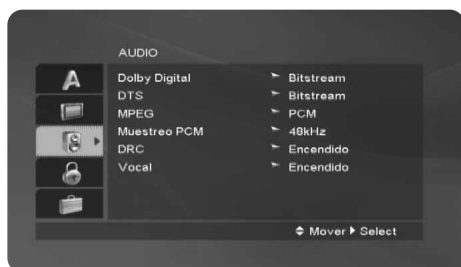 AUDIO
A
Dolby Digital Bitstream
DTS Bitstream
MPEG PCM
Muestreo PCM 48kHz
DRC Encendido
Vocal Encendido
Mover Select